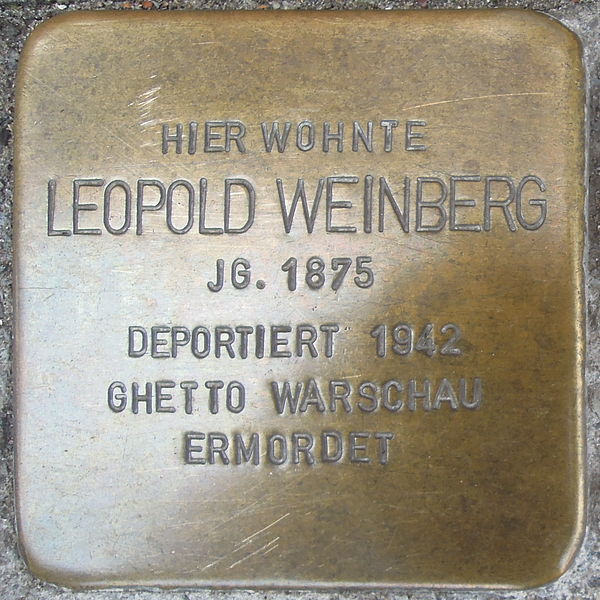 HIER WOHNTE
LEOPOLD WEINBERG
JG. 1875
DEPORTIERT 1942
GHETTO WARSCHAU
ERMORDET